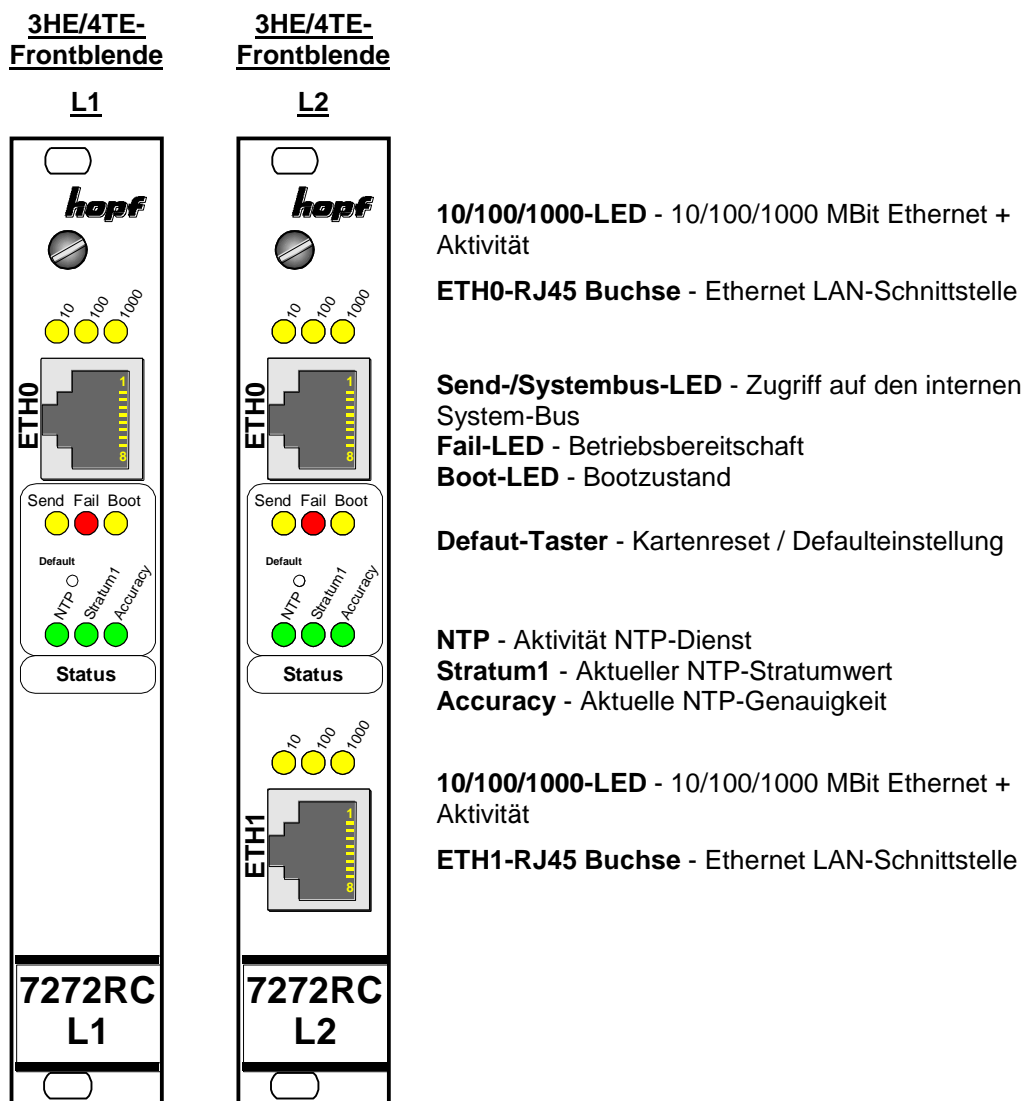 3HE/4TE-
Frontblende
L1
hopf
10 100 1000
ETH0
1
8
Send Fail Boot
Default
NTP Stratum1 Accuracy
Status
7272RC
L1
3HE/4TE-
Frontblende
L2
hopf
10 100 1000
ETH0
1
8
Send Fail Boot
Default
NTP Stratum1 Accuracy
Status
10 100 1000
ETH1
1
8
7272RC
L2
10/100/1000-LED - 10/100/1000 MBit Ethernet +
Aktivität
ETH0-RJ45 Buchse - Ethernet LAN-Schnittstelle
Send-/Systembus-LED - Zugriff auf den internen
System-Bus
Fail-LED - Betriebsbereitschaft
Boot-LED - Bootzustand
Defaut-Taster - Kartenreset / Defaulteinstellung
NTP - Aktivität NTP-Dienst
Stratum1 - Aktueller NTP-Stratumwert
Accuracy - Aktuelle NTP-Genauigkeit
10/100/1000-LED - 10/100/1000 MBit Ethernet +
Aktivität
ETH1-RJ45 Buchse - Ethernet LAN-Schnittstelle